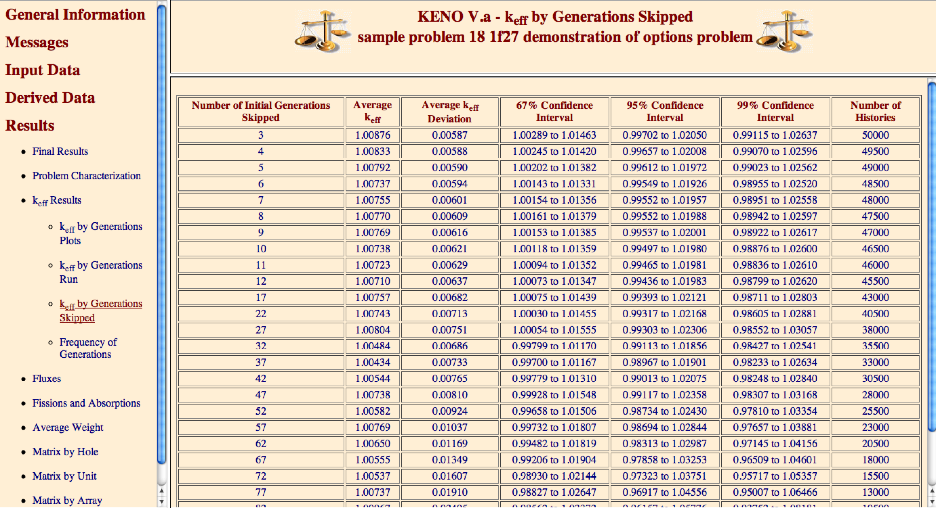 General Information
Messages
Input Data
Derived Data
Results
Final Results
Problem Characterization
keff Results
keff by Generations
Plots
keff by Generations
Run
keff by Generations
Skipped
Frequency of
Generations
Fluxes
Fissions and Absorptions
Average Weight
Matrix by Hole
Matrix by Unit
Matrix by Array
KENO V.a - keff by Generations Skipped
sample problem 18 1f27 demonstration of options problem
Number of Initial Generations Skipped Average keff Average keff Deviation 67% Confidence Interval 95% Confidence Interval 99% Confidence Interval Number of Histories
3 1.00876 0.00587 1.00289 to 1.01463 0.99702 to 1.02050 0.99115 to 1.02637 50000
4 1.00833 0.00588 1.00245 to 1.01420 0.99657 to 1.02008 0.99070 to 1.02596 49500
5 1.00792 0.00590 1.00202 to 1.01382 0.99612 to 1.01972 0.99023 to 1.02562 49000
6 1.00737 0.00594 1.00143 to 1.01331 0.99549 to 1.01926 0.98955 to 1.02520 48500
7 1.00755 0.00601 1.00154 to 1.01356 0.99552 to 1.01957 0.98951 to 1.02558 48000
8 1.00770 0.00609 1.00161 to 1.01379 0.99552 to 1.01988 0.98942 to 1.02597 47500
9 1.00769 0.00616 1.00153 to 1.01385 0.99537 to 1.02001 0.98922 to 1.02617 47000
10 1.00738 0.00621 1.00118 to 1.01359 0.99497 to 1.01980 0.98876 to 1.02600 46500
11 1.00723 0.00629 1.00094 to 1.01352 0.99465 to 1.01981 0.98836 to 1.02610 46000
12 1.00710 0.00637 1.00073 to 1.01347 0.99436 to 1.01983 0.98799 to 1.02620 45500
17 1.00757 0.00682 1.00075 to 1.01439 0.99393 to 1.02121 0.98711 to 1.02803 43000
22 1.00743 0.00713 1.00030 to 1.01455 0.99317 to 1.02168 0.98605 to 1.02881 40500
27 1.00804 0.00751 1.00054 to 1.01555 0.99303 to 1.02306 0.98552 to 1.03057 38000
32 1.00484 0.00686 0.99799 to 1.01170 0.99113 to 1.01856 0.98427 to 1.02541 35500
37 1.00434 0.00733 0.99700 to 1.01167 0.98967 to 1.01901 0.98233 to 1.02634 33000
42 1.00544 0.00765 0.99779 to 1.01310 0.99013 to 1.02075 0.98248 to 1.02840 30500
47 1.00738 0.00810 0.99928 to 1.01548 0.99117 to 1.02358 0.98307 to 1.03168 28000
52 1.00582 0.00924 0.99658 to 1.01506 0.98734 to 1.02430 0.97810 to 1.03354 25500
57 1.00769 0.01037 0.99732 to 1.01807 0.98694 to 1.02844 0.97657 to 1.03881 23000
62 1.00650 0.01169 0.99482 to 1.01819 0.98313 to 1.02987 0.97145 to 1.04156 20500
67 1.00555 0.01349 0.99206 to 1.01904 0.97858 to 1.03253 0.96509 to 1.04601 18000
72 1.00537 0.01607 0.98930 to 1.02144 0.97323 to 1.03751 0.95717 to 1.05357 15500
77 1.00737 0.01910 0.98827 to 1.02647 0.96917 to 1.04556 0.95007 to 1.06466 13000